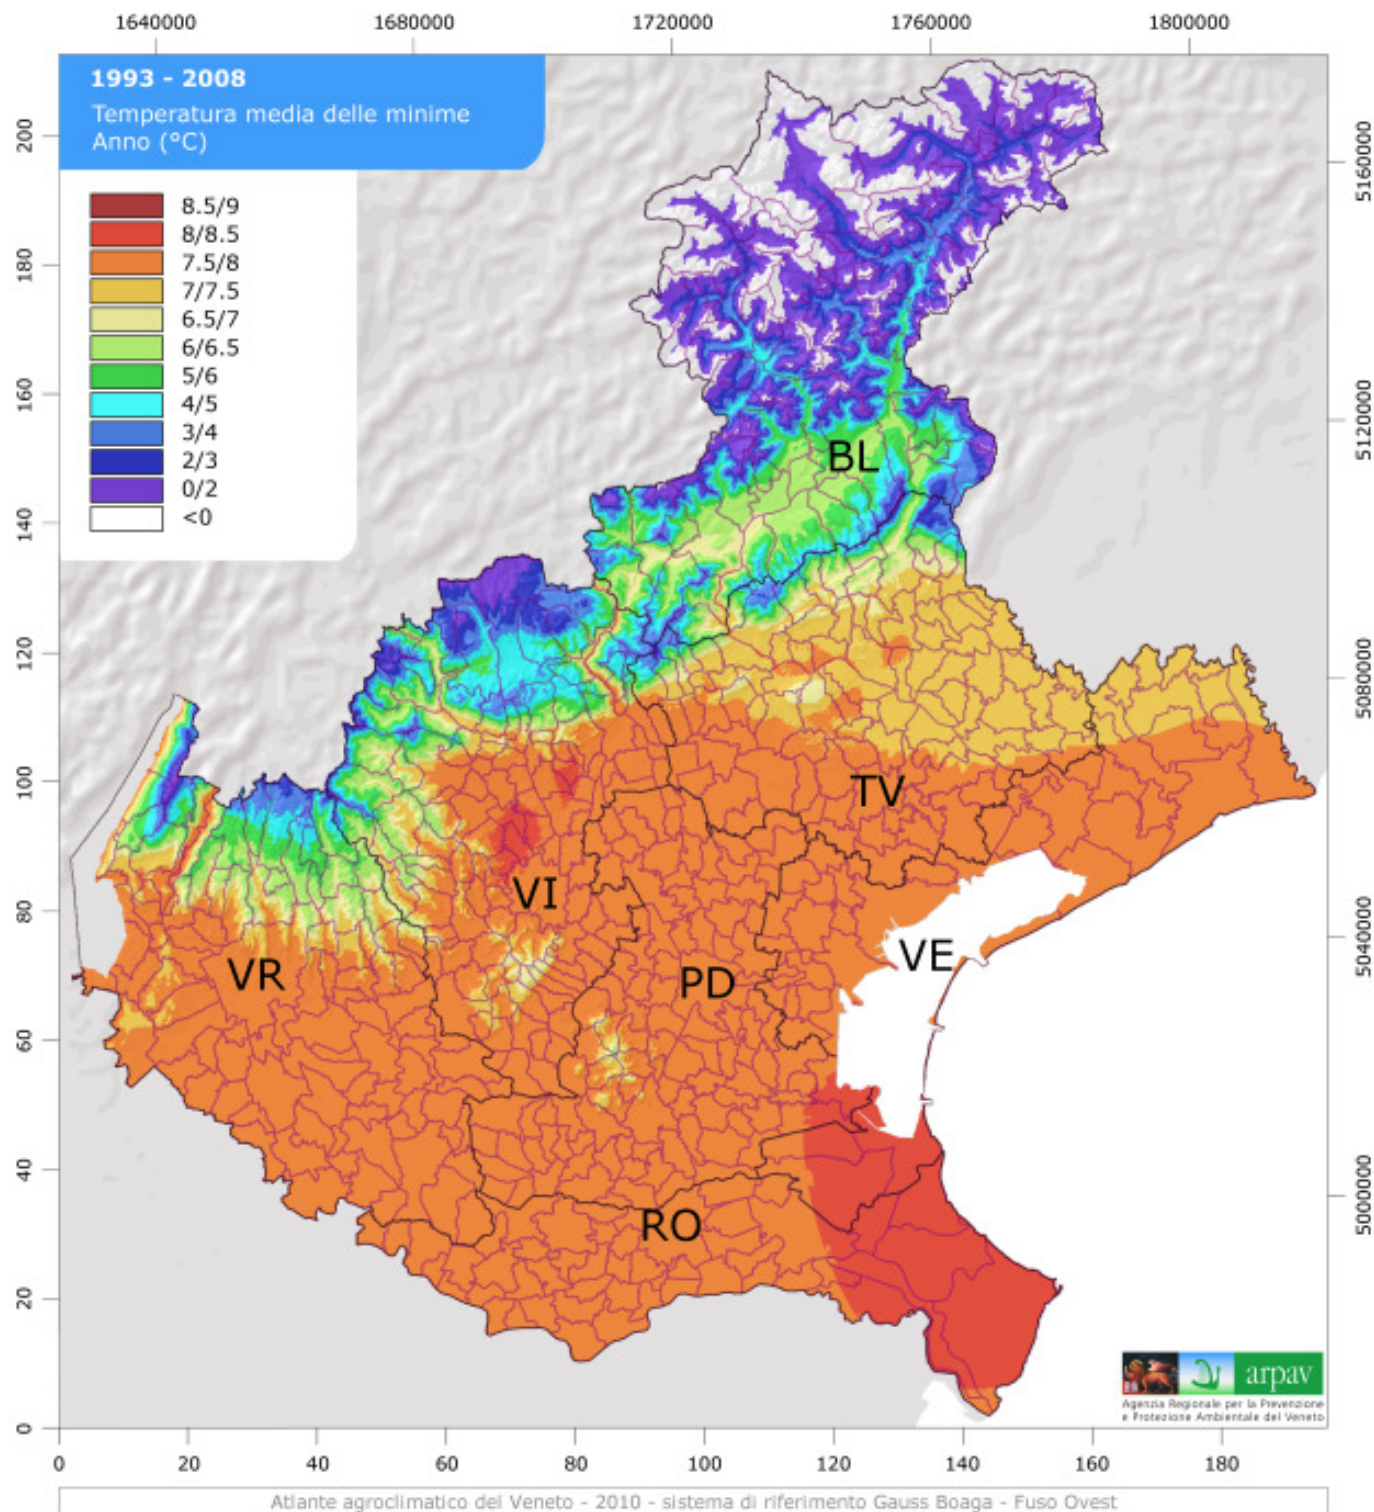 1640000 1680000 1720000 1760000 1800000
1993 - 2008
Temperatura media delle minime
Anno (°C)
8.5/9
8/8.5
7.5/8
7/7.5
6.5/7
6/6.5
5/6
4/5
3/4
2/3
0/2
<0
200
180
160
140
120
100
80
60
40
20
0
5160000
5120000
5080000
5040000
5000000
BL
TV
VI
VE
VR
PD
RO
arpav
Agenzia Regionale per la Prevenzione
e Protezione Ambientale del Veneto
0 20 40 60 80 100 120 140 160 180
Atlante agroclimatico del Veneto - 2010 - sistema di riferimento Gauss Boaga - Fuso Ovest